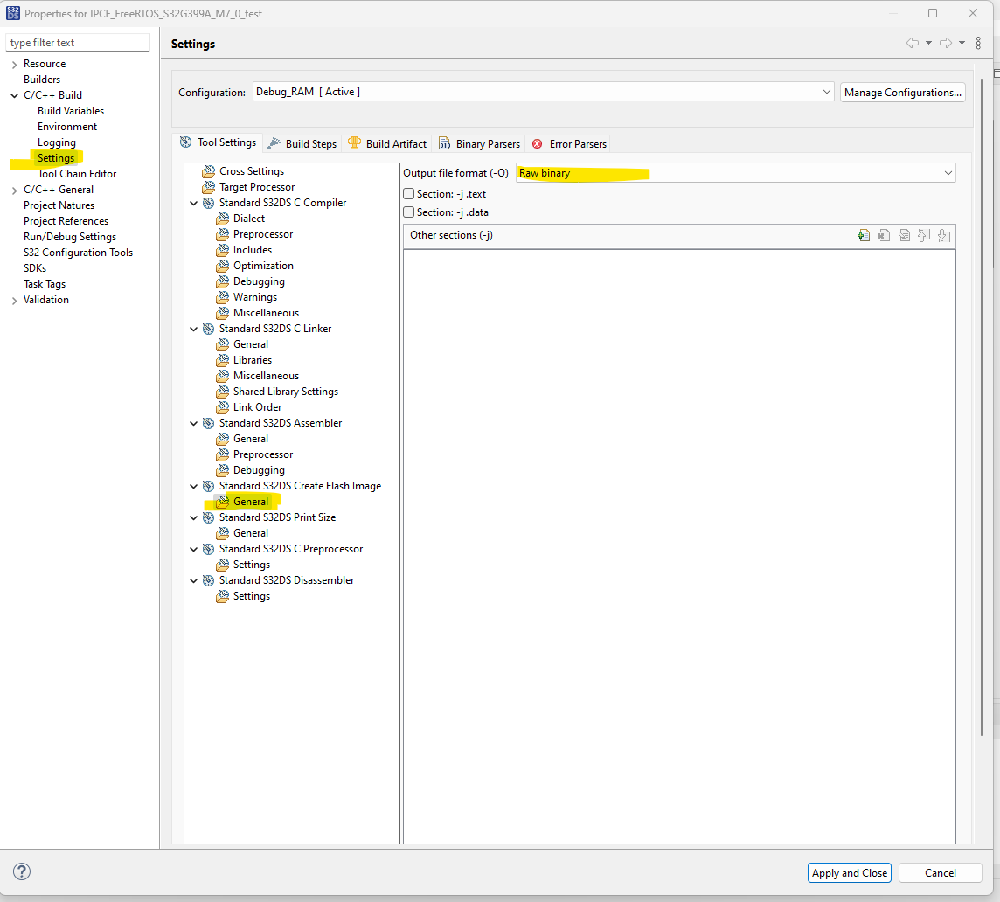 S32
DS
Properties for IPCF_FreeRTOS_S32G399A_M7_0_test
type filter text
Resource
Builders
C/C++ Build
Build Variables
Environment
Logging
Settings
Tool Chain Editor
C/C++ General
Project Natures
Project References
Run/Debug Settings
S32 Configuration Tools
SDKs
Task Tags
Validation
Settings
Configuration:
Debug_RAM [ Active ]
Manage Configurations...
Tool Settings
Build Steps
Build Artifact
010
Binary Parsers
Error Parsers
Cross Settings
Target Processor
Standard S32DS C Compiler
Dialect
Preprocessor
Includes
Optimization
Debugging
Warnings
Miscellaneous
Standard S32DS C Linker
General
Libraries
Miscellaneous
Shared Library Settings
Link Order
Standard S32DS Assembler
General
Preprocessor
Debugging
Standard S32DS Create Flash Image
General
Standard S32DS Print Size
General
Standard S32DS C Preprocessor
Settings
Standard S32DS Disassembler
Settings
Output file format (-O)
Raw binary
Section: -j .text
Section: -j .data
Other sections (-j)
?
Apply and Close
Cancel